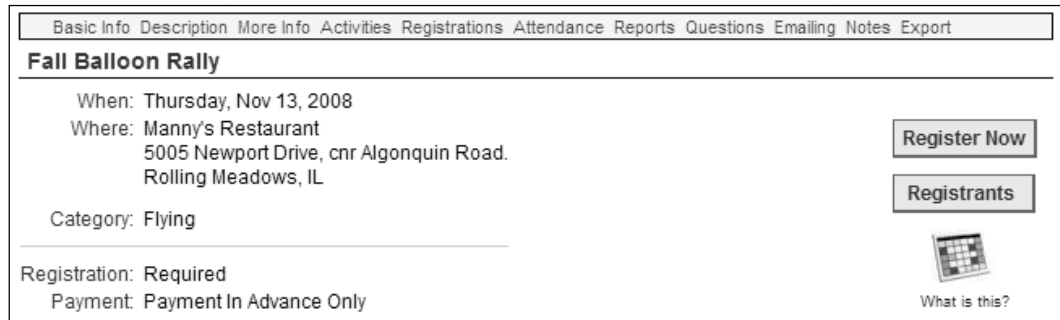 Basic Info Description More Info Activities Registrations Attendance Reports Questions Emailing Notes Export
Fall Balloon Rally
When: Thursday, Nov 13, 2008
Where: Manny's Restaurant
5005 Newport Drive, cnr Algonquin Road.
Rolling Meadows, IL
Category: Flying
Registration: Required
Payment: Payment In Advance Only
Register Now
Registrants
What is this?